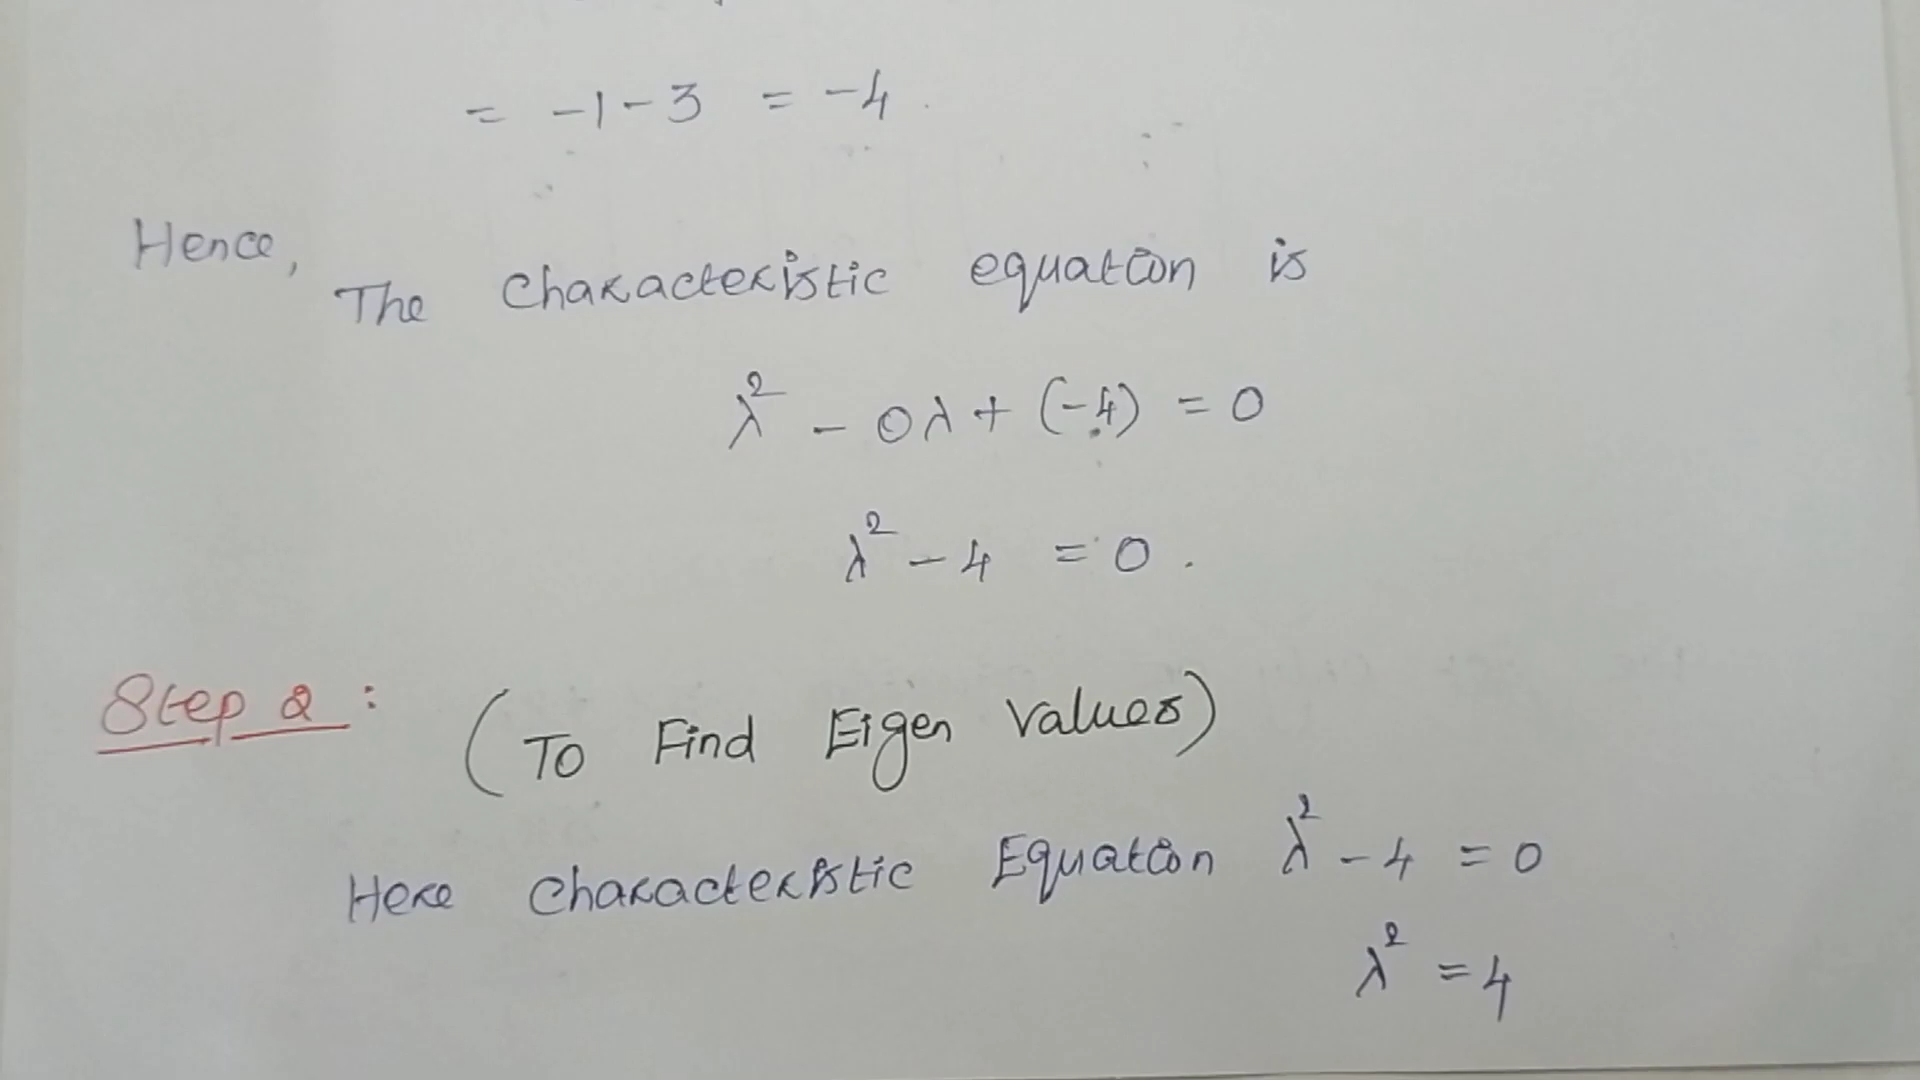 = -1 - 3 = -4.
Hence,
The characteristic equation is
λ² - 0λ + (-4) = 0
λ² - 4 = 0.
Step 2 :
(To Find Eigen Values)
Here characteristic Equation λ² - 4 = 0
λ² = 4